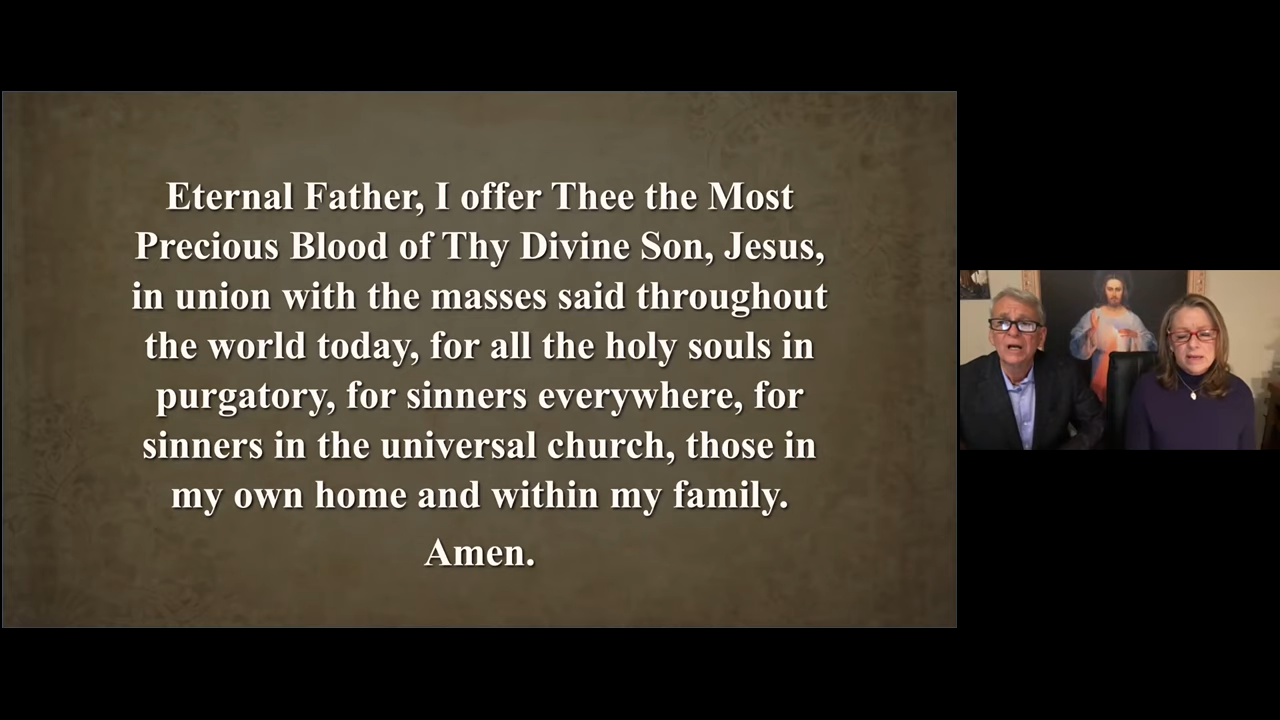 Eternal Father, I offer Thee the Most
Precious Blood of Thy Divine Son, Jesus,
in union with the masses said throughout
the world today, for all the holy souls in
purgatory, for sinners everywhere, for
sinners in the universal church, those in
my own home and within my family.
Amen.